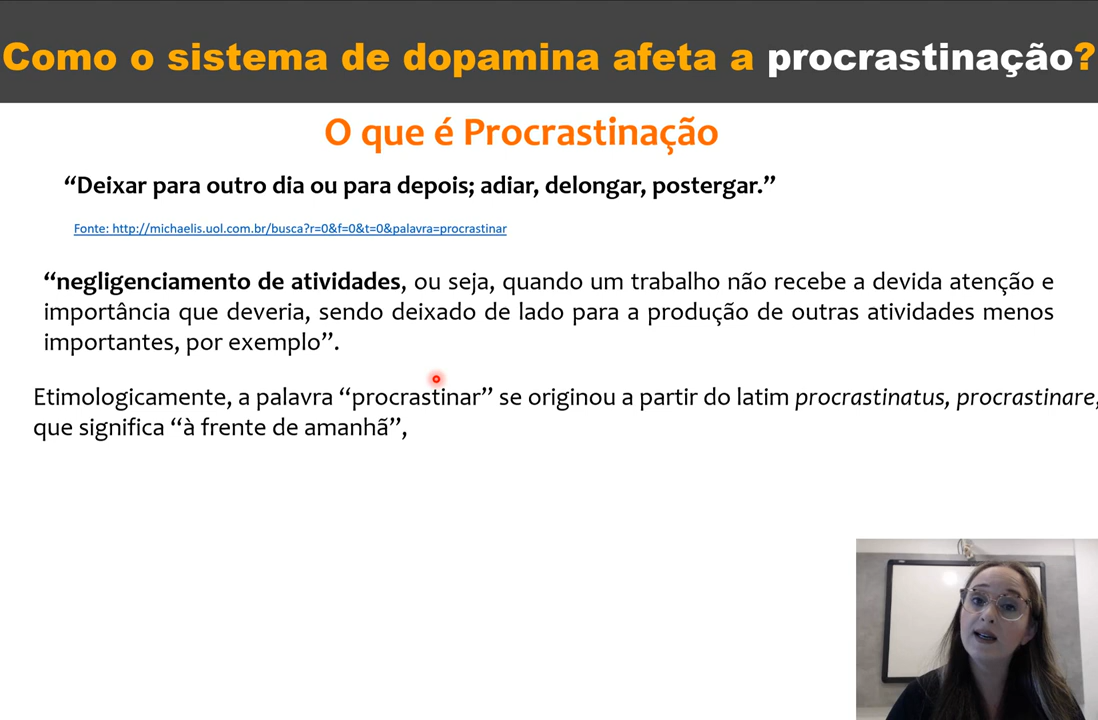 Como o sistema de dopamina afeta a procrastinação?
O que é Procrastinação
“Deixar para outro dia ou para depois; adiar, delongar, postergar.”
Fonte: http://michaelis.uol.com.br/busca?r=0&f=0&t=0&palavra=procrastinar
“negligenciamento de atividades, ou seja, quando um trabalho não recebe a devida atenção e
importância que deveria, sendo deixado de lado para a produção de outras atividades menos
importantes, por exemplo”.
Etimologicamente, a palavra “procrastinar” se originou a partir do latim procrastinatus, procrastinare,
que significa “à frente de amanhã”,